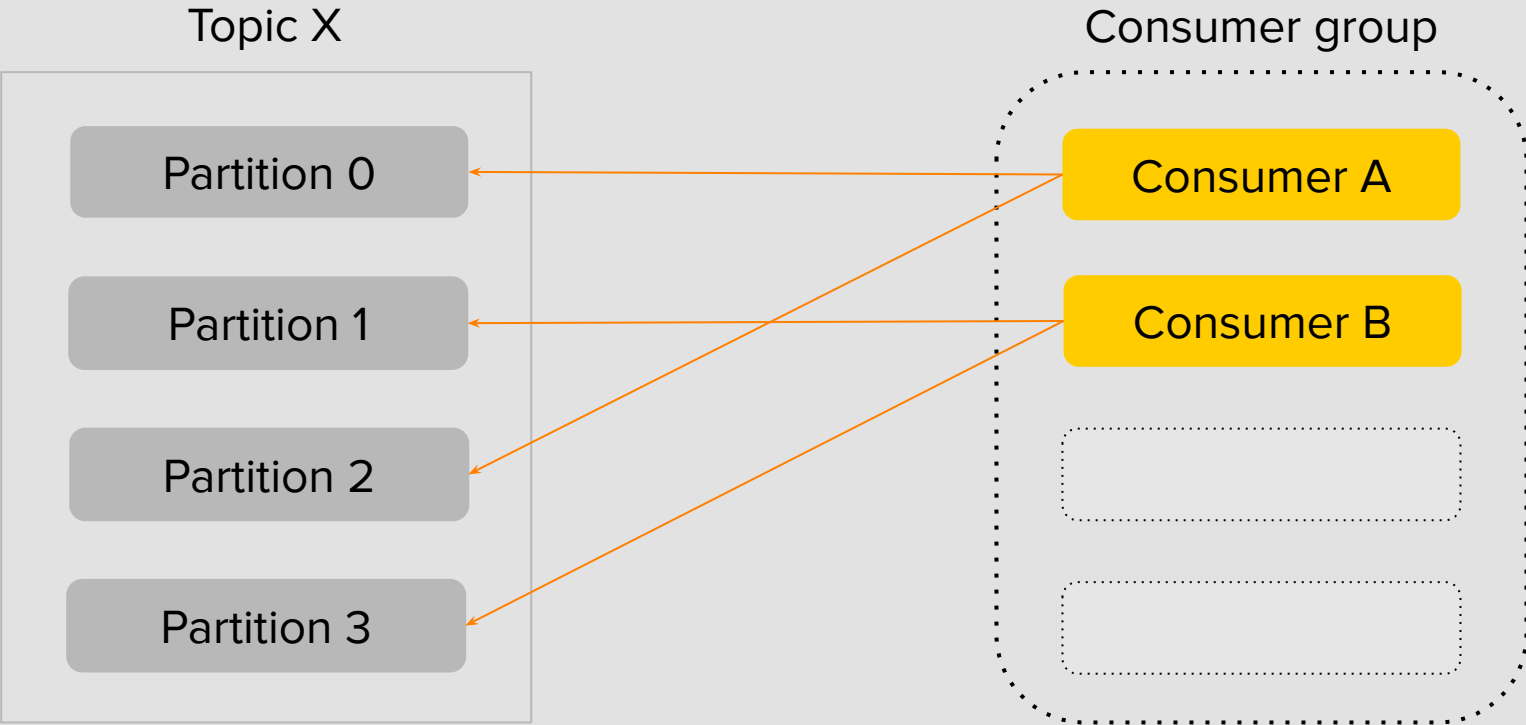 Topic X
Consumer group
Partition 0
Consumer A
Partition 1
Consumer B
Partition 2
Partition 3